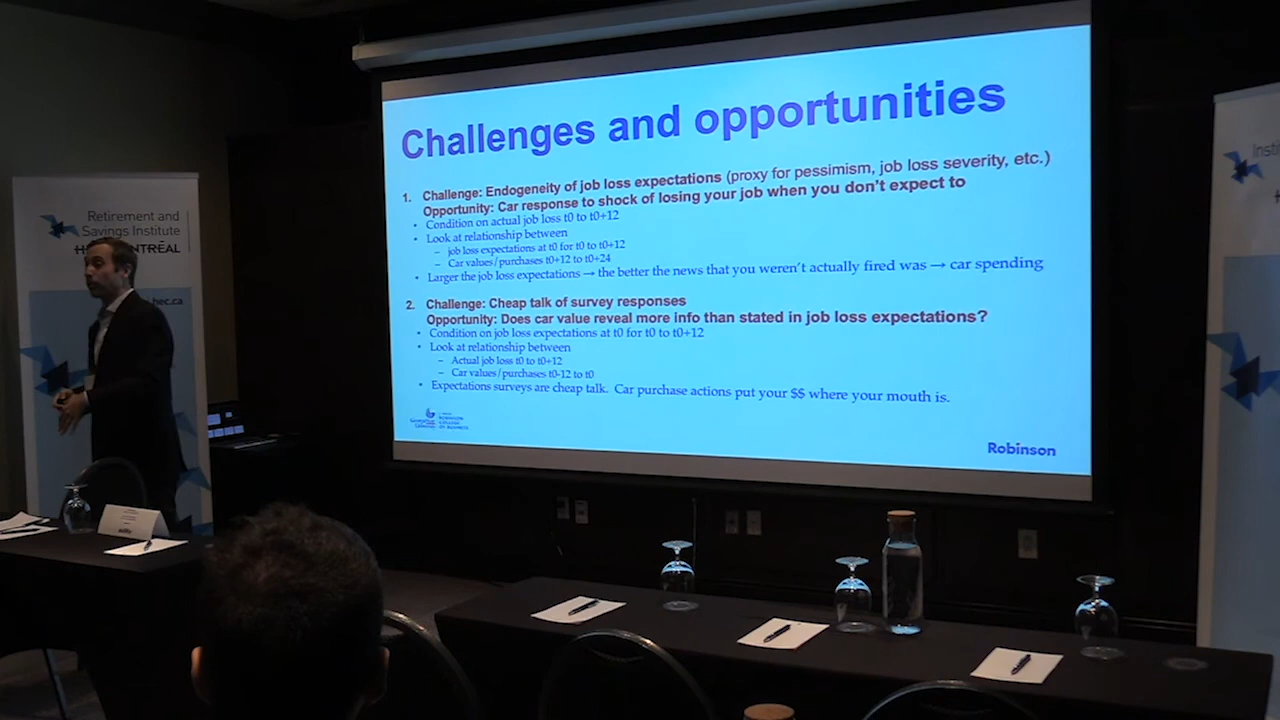 Challenges and opportunities
1. Challenge: Endogeneity of job loss expectations (proxy for pessimism, job loss severity, etc.)
Opportunity: Car response to shock of losing your job when you don't expect to
• Condition on actual job loss t0 to t0+12
• Look at relationship between
– job loss expectations at t0 for t0 to t0+12
– Car values/purchases t0+12 to t0+24
• Larger the job loss expectations → the better the news that you weren't actually fired was → car spending
2. Challenge: Cheap talk of survey responses
Opportunity: Does car value reveal more info than stated in job loss expectations?
• Condition on job loss expectations at t0 for t0 to t0+12
• Look at relationship between
– Actual job loss t0 to t0+12
– Car values/purchases t0-12 to t0
• Expectations surveys are cheap talk. Car purchase actions put your $$ where your mouth is.
Robinson
Retirement and
Savings Institute
NTRÉAL
hec.ca